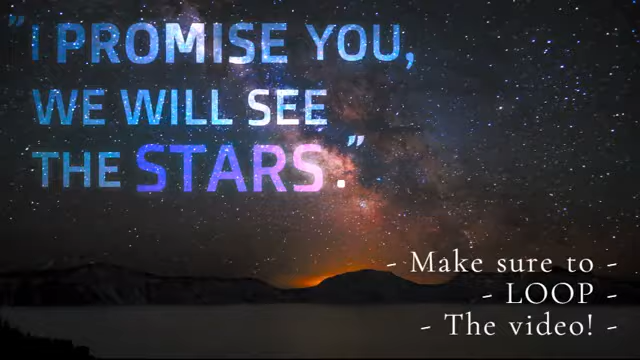 "I PROMISE YOU,
WE WILL SEE
THE STARS."
- Make sure to -
- LOOP -
- The video! -